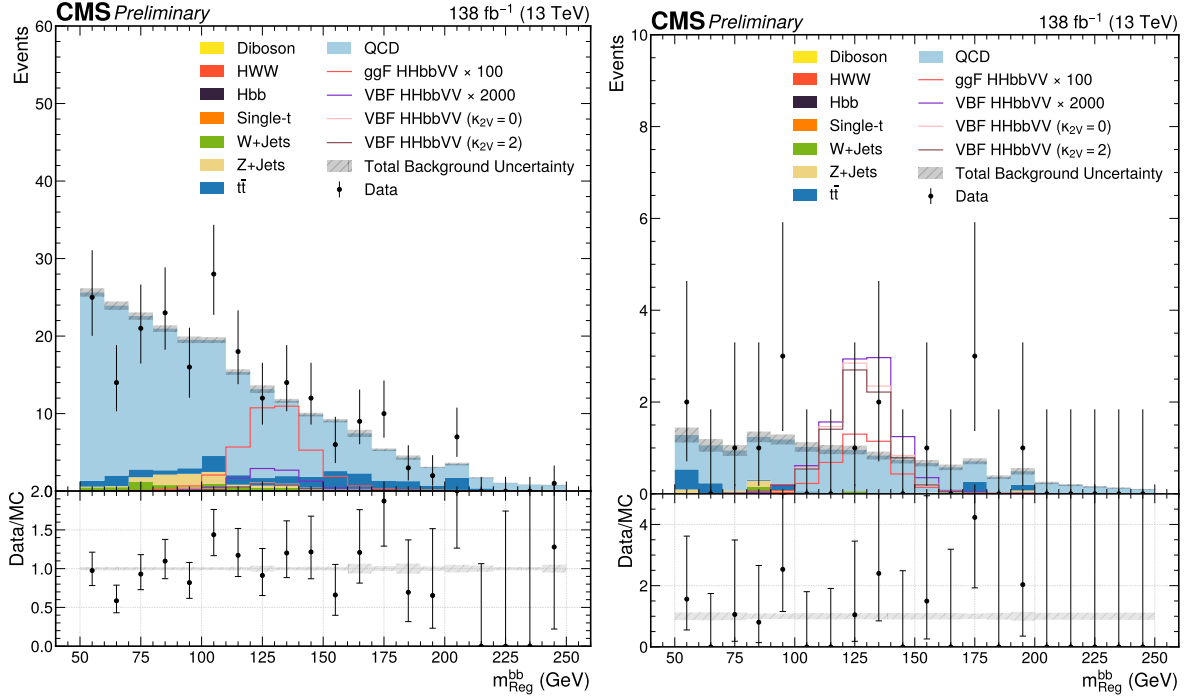 CMS Preliminary
138 fb⁻¹ (13 TeV)
Events
60
50
40
30
20
10
0
Diboson
HWW
Hbb
Single-t
W+Jets
Z+Jets
tt̄
QCD
ggF HHbbVV × 100
VBF HHbbVV × 2000
VBF HHbbVV (κ₂ᵥ = 0)
VBF HHbbVV (κ₂ᵥ = 2)
Total Background Uncertainty
Data
Data/MC
2.0
1.5
1.0
0.5
0.0
50 75 100 125 150 175 200 225 250
m^bb_Reg (GeV)
CMS Preliminary
138 fb⁻¹ (13 TeV)
Events
10
8
6
4
2
0
Diboson
HWW
Hbb
Single-t
W+Jets
Z+Jets
tt̄
QCD
ggF HHbbVV × 100
VBF HHbbVV × 2000
VBF HHbbVV (κ₂ᵥ = 0)
VBF HHbbVV (κ₂ᵥ = 2)
Total Background Uncertainty
Data
Data/MC
4
2
0
50 75 100 125 150 175 200 225 250
m^bb_Reg (GeV)